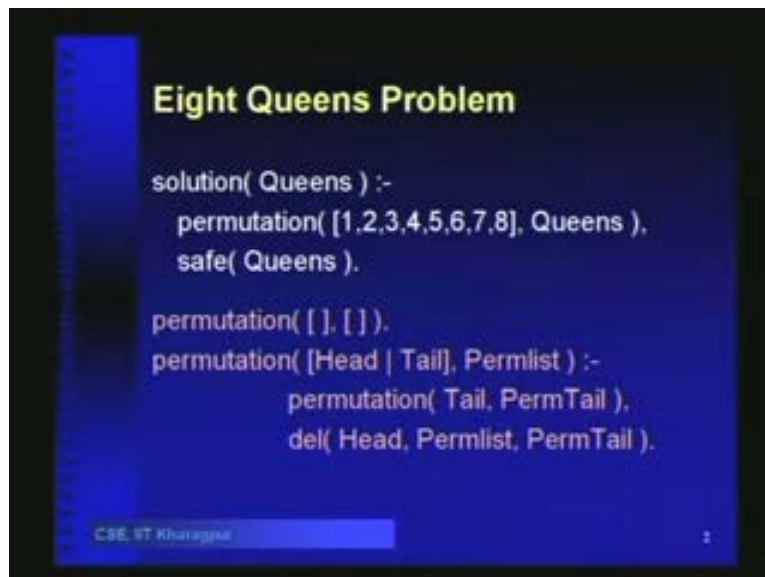 Eight Queens Problem
solution( Queens ) :-
permutation( [1,2,3,4,5,6,7,8], Queens ),
safe( Queens ).
permutation( [ ], [ ] ).
permutation( [Head | Tail], Permlist ) :-
permutation( Tail, PermTail ),
del( Head, Permlist, PermTail ).
CSE, IIT Kharagpur